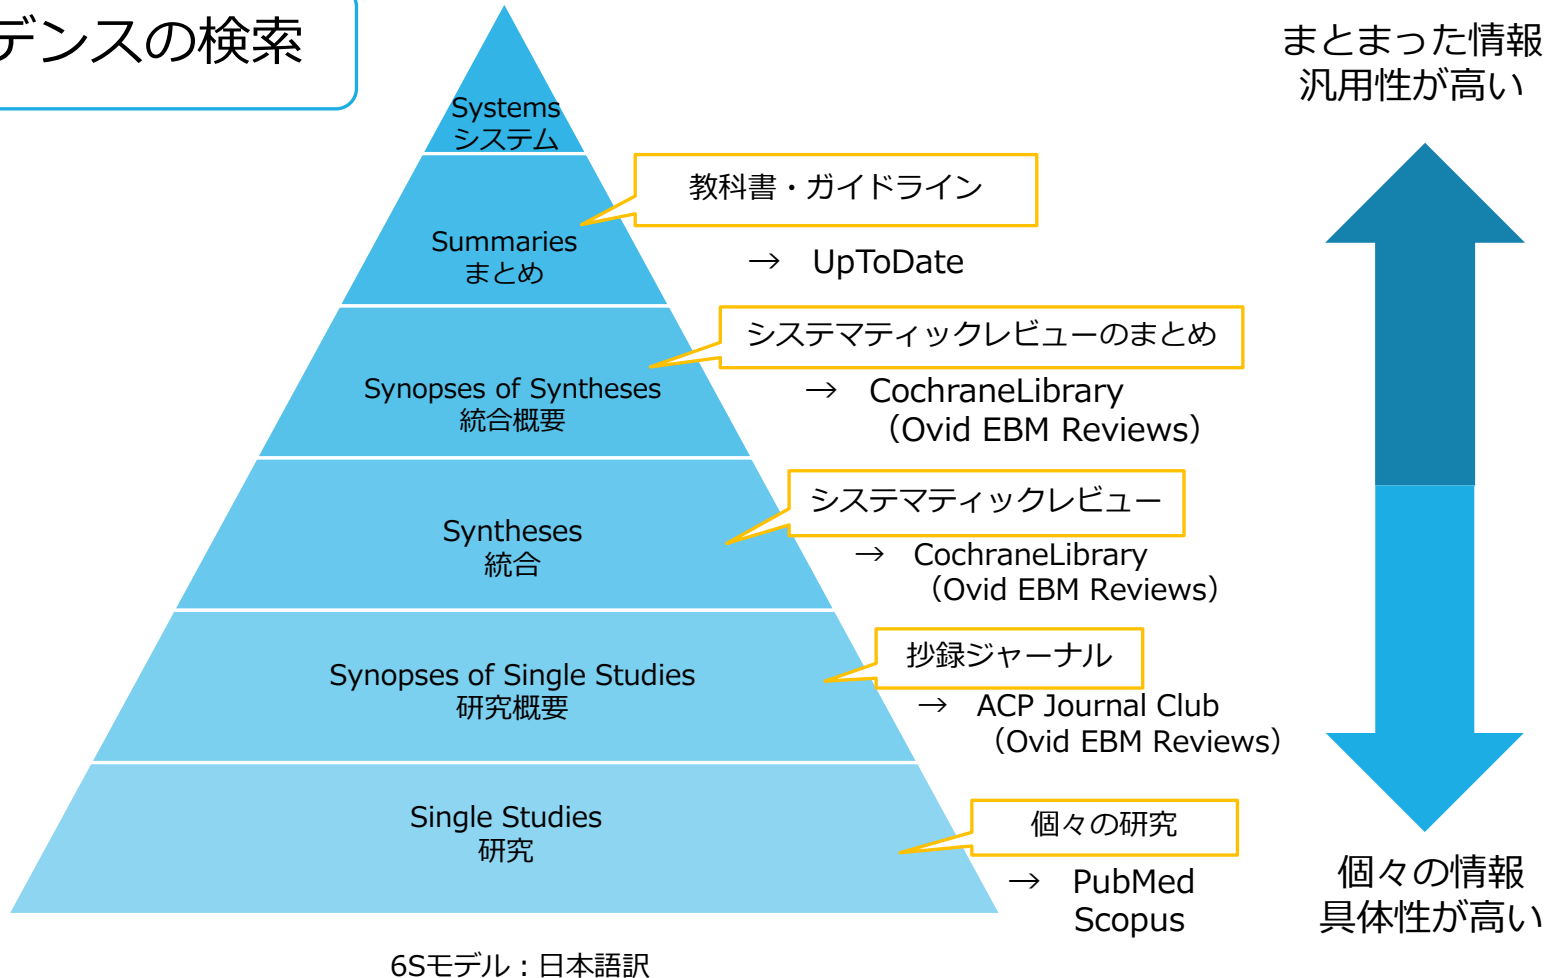 デンスの検索
まとまった情報
汎用性が高い
Systems
システム
教科書・ガイドライン
Summaries
まとめ
→ UpToDate
システマティックレビューのまとめ
Synopses of Syntheses
統合概要
→ CochraneLibrary
（Ovid EBM Reviews）
システマティックレビュー
Syntheses
統合
→ CochraneLibrary
（Ovid EBM Reviews）
抄録ジャーナル
Synopses of Single Studies
研究概要
→ ACP Journal Club
（Ovid EBM Reviews）
個々の研究
Single Studies
研究
→ PubMed
Scopus
個々の情報
具体性が高い
6Sモデル：日本語訳